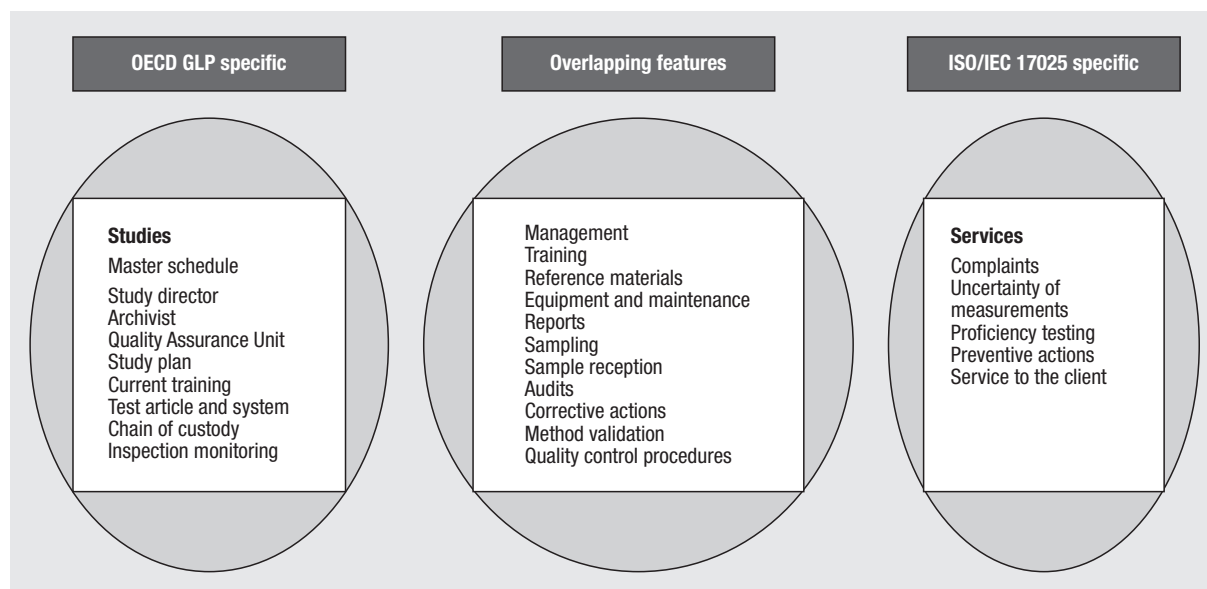 OECD GLP specific
Overlapping features
ISO/IEC 17025 specific
Studies
Master schedule
Study director
Archivist
Quality Assurance Unit
Study plan
Current training
Test article and system
Chain of custody
Inspection monitoring
Management
Training
Reference materials
Equipment and maintenance
Reports
Sampling
Sample reception
Audits
Corrective actions
Method validation
Quality control procedures
Services
Complaints
Uncertainty of
measurements
Proficiency testing
Preventive actions
Service to the client